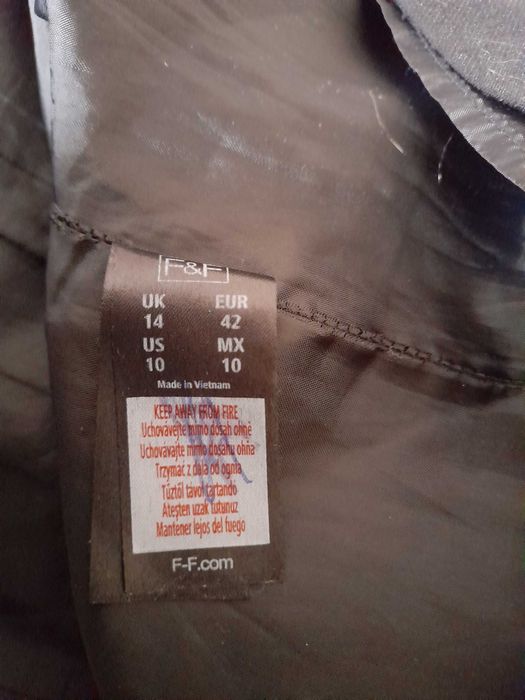 F&F
UK EUR
14 42
US MX
10 10
Made in Vietnam
KEEP AWAY FROM FIRE
Uchovávejte mimo dosah ohně
Uchovávajte mimo dosahu ohňa
Trzymać z dala od ognia
Tűztől távol tartandó
Ateşten uzak tutunuz
Mantener lejos del fuego
F-F.com